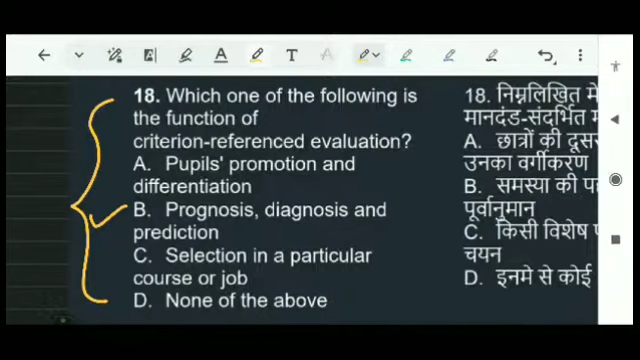 18. Which one of the following is
the function of
criterion-referenced evaluation?
A. Pupils' promotion and
differentiation
B. Prognosis, diagnosis and
prediction
C. Selection in a particular
course or job
D. None of the above
18. निम्नलिखित मे
मानदंड-संदर्भित
A. छात्रों की
उनका वर्गीकरण
B. समस्या की
पूर्वानुमान
C. किसी विशेष
चयन
D. इनमे से कोई